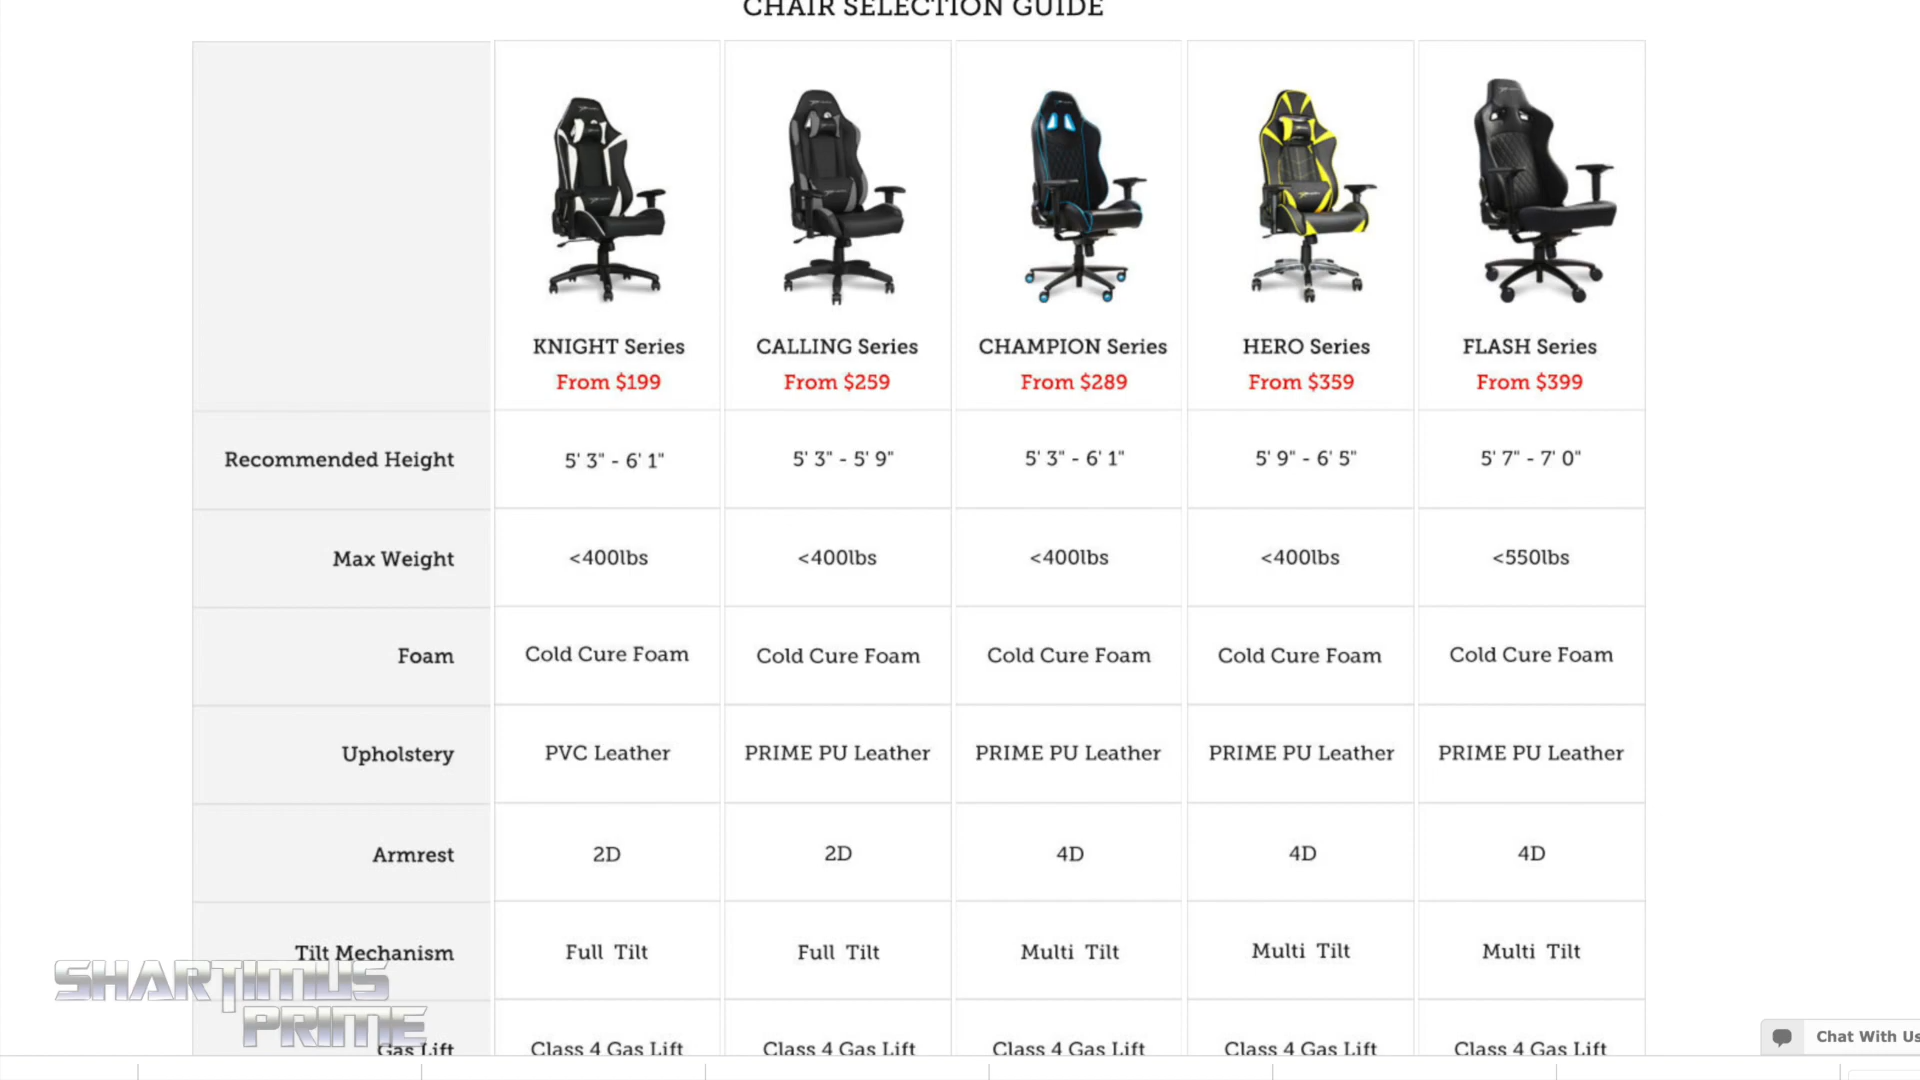 CHAIR SELECTION GUIDE
KNIGHT Series
From $199
CALLING Series
From $259
CHAMPION Series
From $289
HERO Series
From $359
FLASH Series
From $399
Recommended Height
5' 3" - 6' 1"
5' 3" - 5' 9"
5' 3" - 6' 1"
5' 9" - 6' 5"
5' 7" - 7' 0"
Max Weight
<400lbs
<400lbs
<400lbs
<400lbs
<550lbs
Foam
Cold Cure Foam
Cold Cure Foam
Cold Cure Foam
Cold Cure Foam
Cold Cure Foam
Upholstery
PVC Leather
PRIME PU Leather
PRIME PU Leather
PRIME PU Leather
PRIME PU Leather
Armrest
2D
2D
4D
4D
4D
Tilt Mechanism
Full Tilt
Full Tilt
Multi Tilt
Multi Tilt
Multi Tilt
SHARTIMUS
PRIME
Gas Lift
Class 4 Gas Lift
Class 4 Gas Lift
Class 4 Gas Lift
Class 4 Gas Lift
Class 4 Gas Lift
Chat With Us